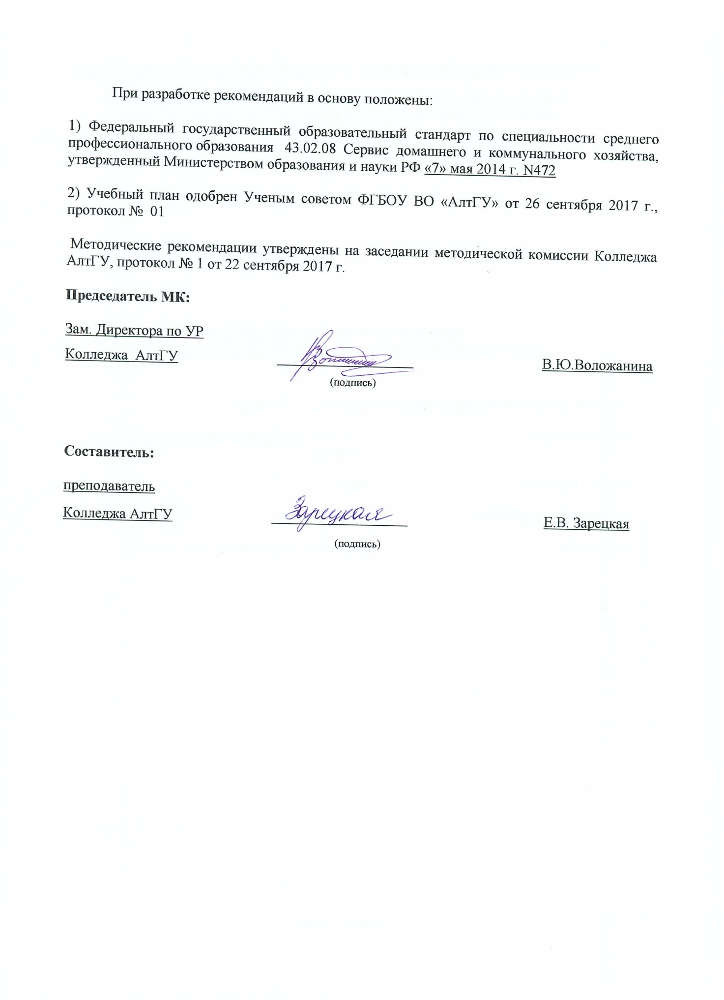 При разработке рекомендаций в основу положены:
1) Федеральный государственный образовательный стандарт по специальности среднего
профессионального образования 43.02.08 Сервис домашнего и коммунального хозяйства,
утвержденный Министерством образования и науки РФ «7» мая 2014 г. N472
2) Учебный план одобрен Ученым советом ФГБОУ ВО «АлтГУ» от 26 сентября 2017 г.,
протокол № 01
Методические рекомендации утверждены на заседании методической комиссии Колледжа
АлтГУ, протокол № 1 от 22 сентября 2017 г.
Председатель МК:
Зам. Директора по УР
Колледжа АлтГУ
В.Ю.Воложанина
(подпись)
Составитель:
преподаватель
Колледжа АлтГУ
Зарецкая
Е.В. Зарецкая
(подпись)